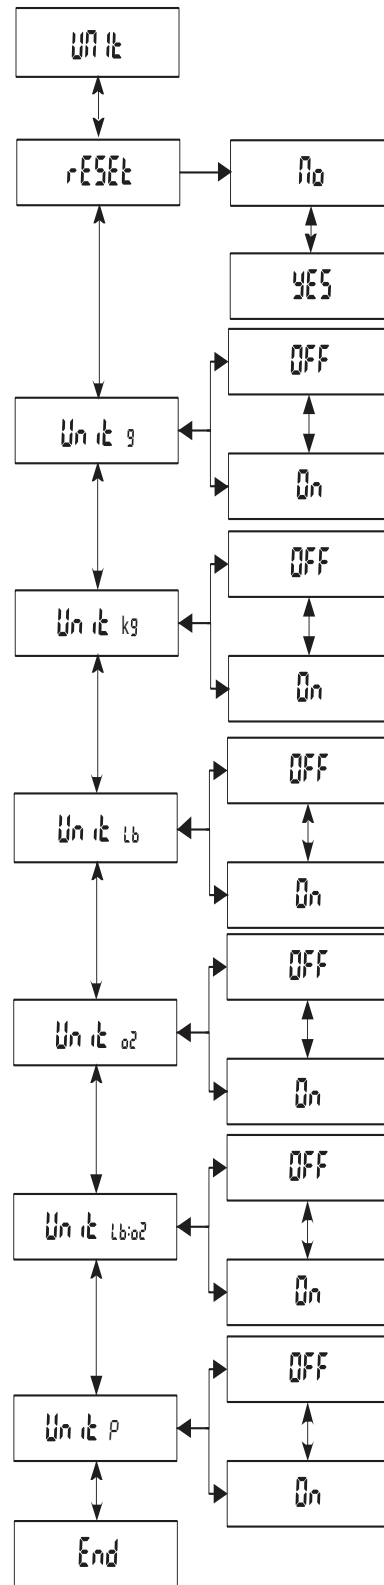 UNit
rESEt
No
YES
Unit g
OFF
On
Unit kg
OFF
On
Unit Lb
OFF
On
Unit oZ
OFF
On
Unit Lb:oZ
OFF
On
Unit P
OFF
On
End